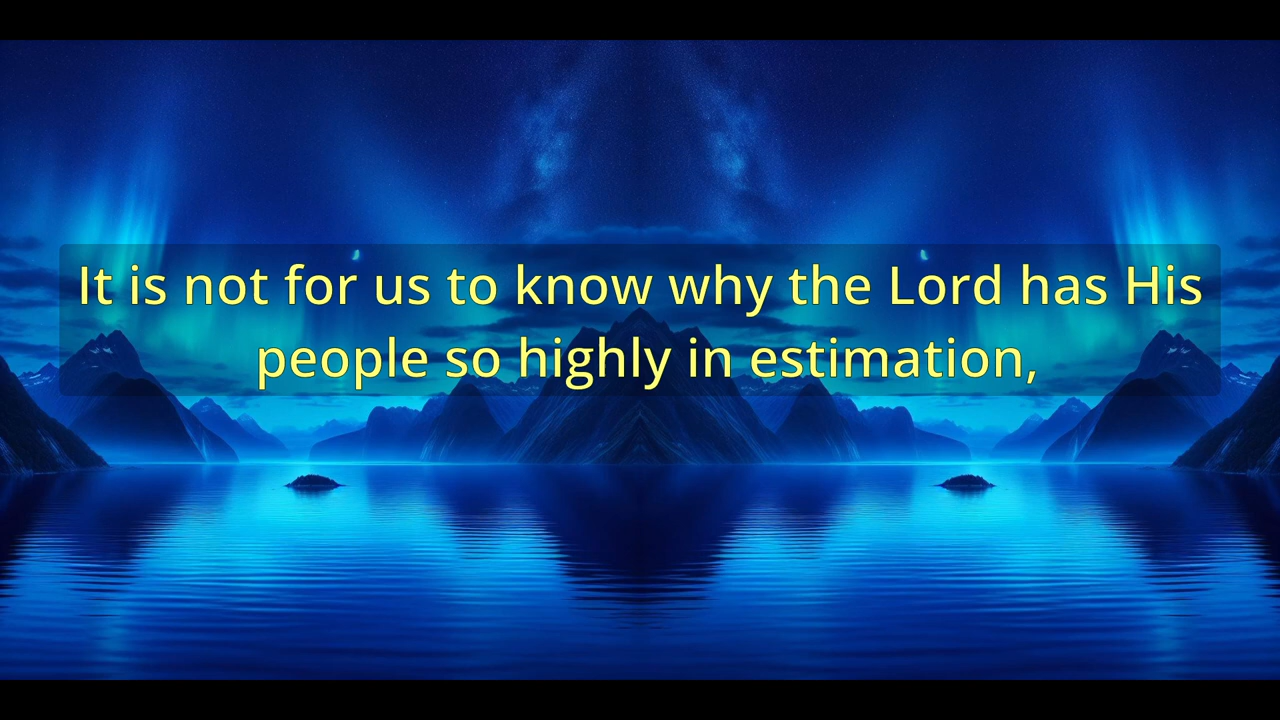 It is not for us to know why the Lord has His
people so highly in estimation,